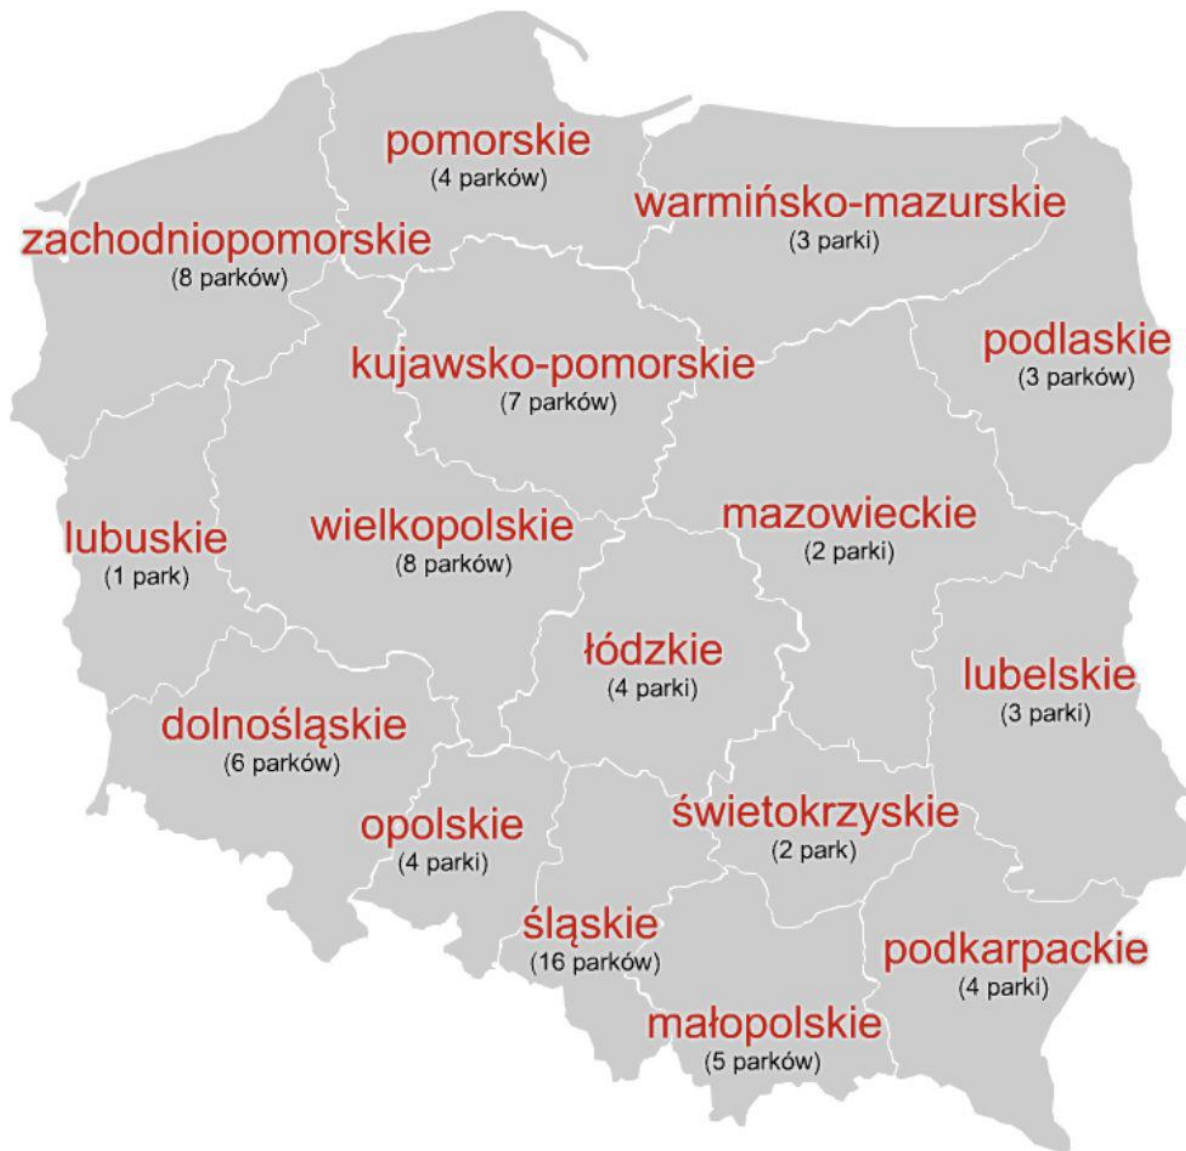 pomorskie
(4 parków)
warmińsko-mazurskie
(3 parki)
zachodniopomorskie
(8 parków)
podlaskie
(3 parków)
kujawsko-pomorskie
(7 parków)
mazowieckie
(2 parki)
wielkopolskie
(8 parków)
lubuskie
(1 park)
łódzkie
(4 parki)
lubelskie
(3 parki)
dolnośląskie
(6 parków)
świetokrzyskie
(2 park)
opolskie
(4 parki)
śląskie
(16 parków)
podkarpackie
(4 parki)
małopolskie
(5 parków)